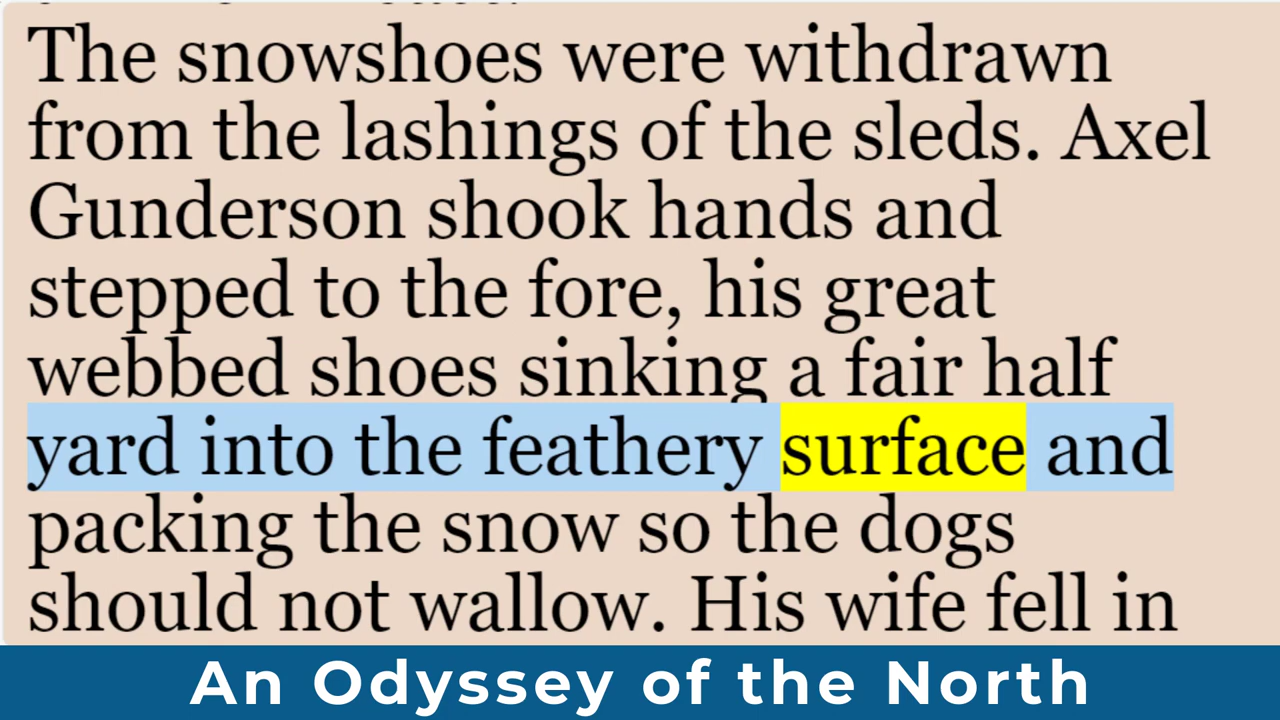 The snowshoes were withdrawn
from the lashings of the sleds. Axel
Gunderson shook hands and
stepped to the fore, his great
webbed shoes sinking a fair half
yard into the feathery surface and
packing the snow so the dogs
should not wallow. His wife fell in
An Odyssey of the North